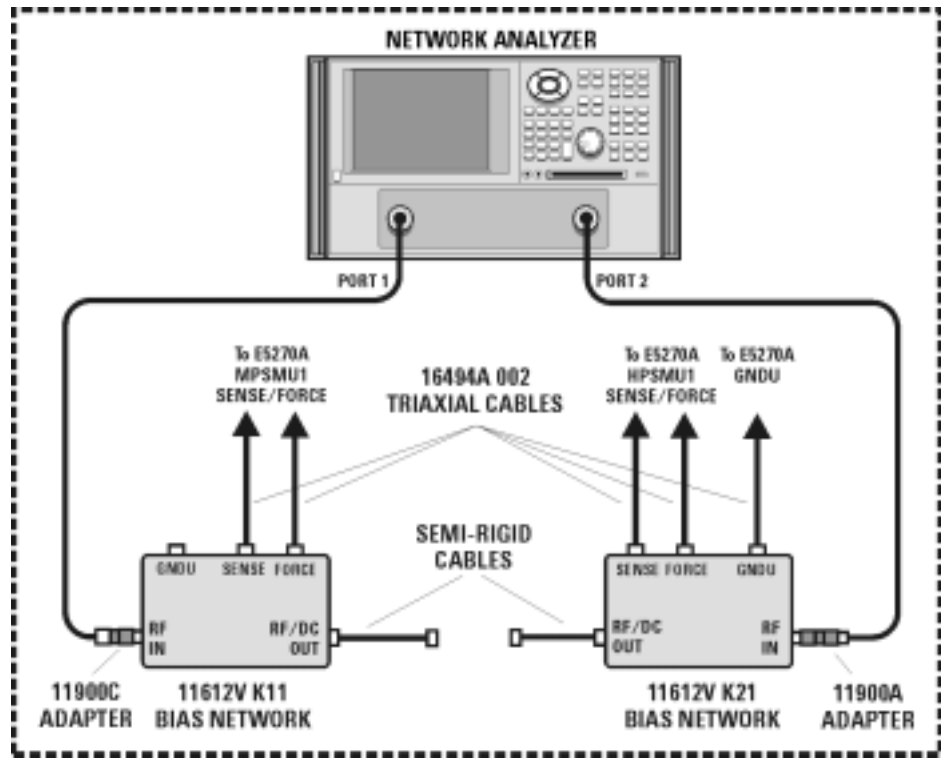 NETWORK ANALYZER
PORT 1
PORT 2
To E5270A
MPSMU1
SENSE/FORCE
16494A 002
TRIAXIAL CABLES
To E5270A
HPSMU1
SENSE/FORCE
To E5270A
GNDU
SEMI-RIGID
CABLES
GNDU SENSE FORCE
RF
IN
RF/DC
OUT
SENSE FORCE GNDU
RF/DC
OUT
RF
IN
11900C
ADAPTER
11612V K11
BIAS NETWORK
11612V K21
BIAS NETWORK
11900A
ADAPTER